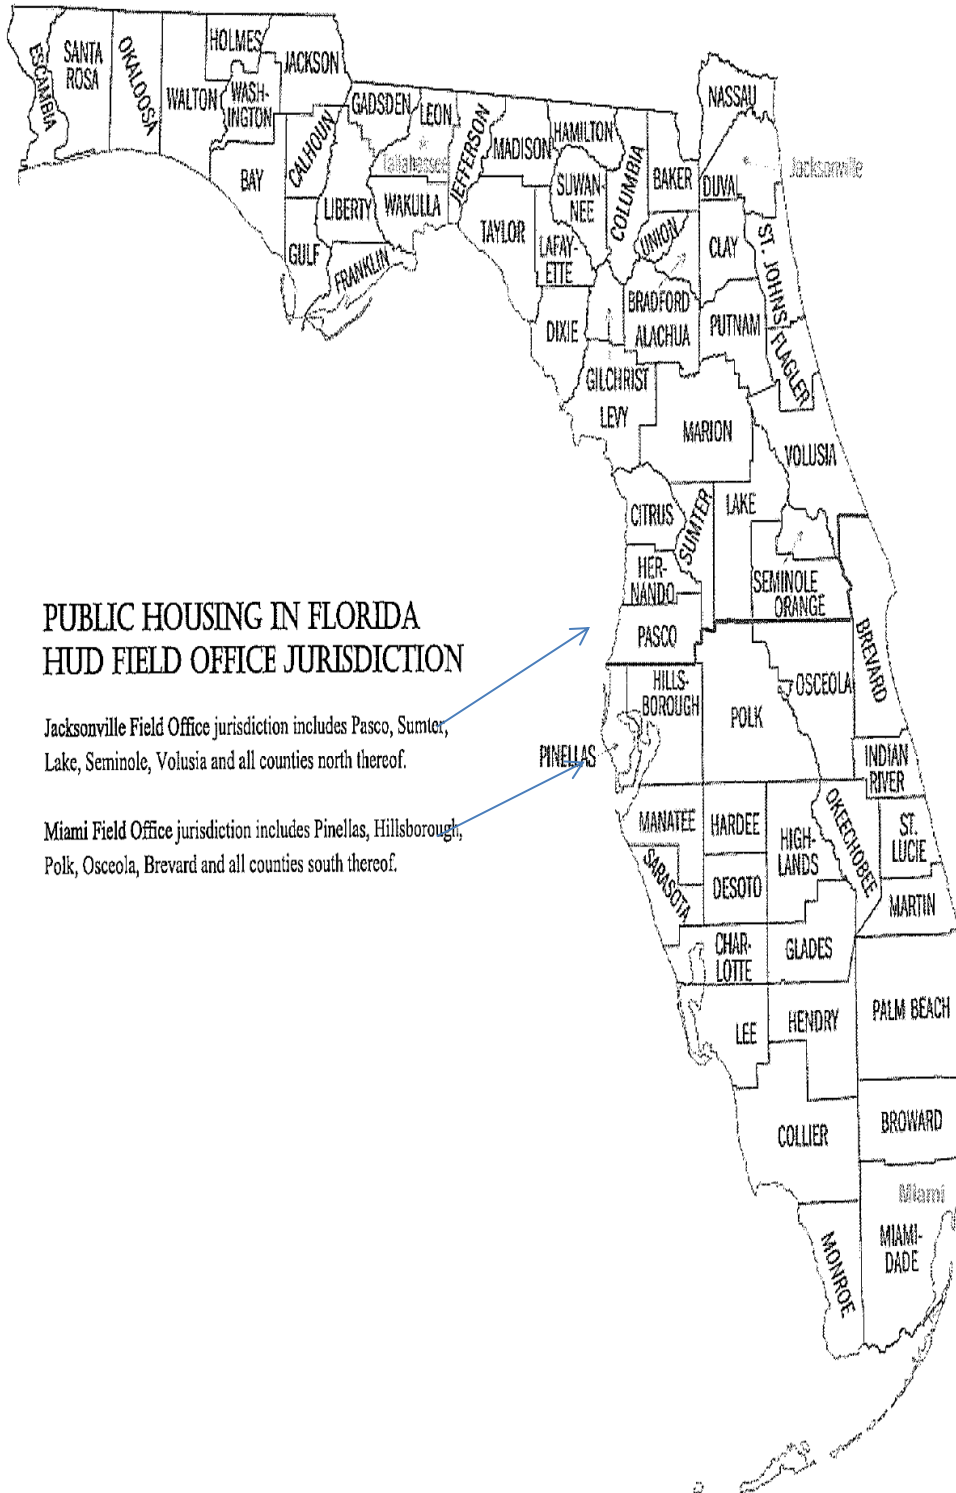 HOLMES
JACKSON
ESCAMBIA
SANTA
ROSA
OKALOOSA
WALTON
WASH-
INGTON
BAY
CALHOUN
GULF
GADSDEN
LEON
Tallahassee
LIBERTY
WAKULLA
FRANKLIN
JEFFERSON
MADISON
TAYLOR
HAMILTON
SUWAN-
NEE
LAFAY-
ETTE
DIXIE
COLUMBIA
BAKER
NASSAU
DUVAL
Jacksonville
UNION
CLAY
ST. JOHNS
BRADFORD
ALACHUA
PUTNAM
FLAGLER
GILCHRIST
LEVY
MARION
VOLUSIA
CITRUS
SUMTER
LAKE
HER-
NANDO
SEMINOLE
ORANGE
PASCO
BREVARD
PUBLIC HOUSING IN FLORIDA
HUD FIELD OFFICE JURISDICTION
Jacksonville Field Office jurisdiction includes Pasco, Sumter,
Lake, Seminole, Volusia and all counties north thereof.
Miami Field Office jurisdiction includes Pinellas, Hillsborough,
Polk, Osceola, Brevard and all counties south thereof.
HILLS-
BOROUGH
PINELLAS
POLK
OSCEOLA
INDIAN
RIVER
MANATEE
HARDEE
HIGH-
LANDS
OKEECHOBEE
ST.
LUCIE
SARASOTA
DESOTO
MARTIN
CHAR-
LOTTE
GLADES
LEE
HENDRY
PALM BEACH
COLLIER
BROWARD
Miami
MONROE
MIAMI-
DADE